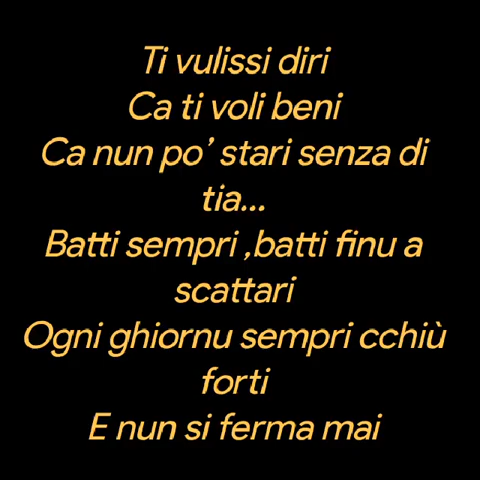 Ti vulissi diri
Ca ti voli beni
Ca nun po’ stari senza di
tia...
Batti sempri ,batti finu a
scattari
Ogni ghiornu sempri cchiù
forti
E nun si ferma mai